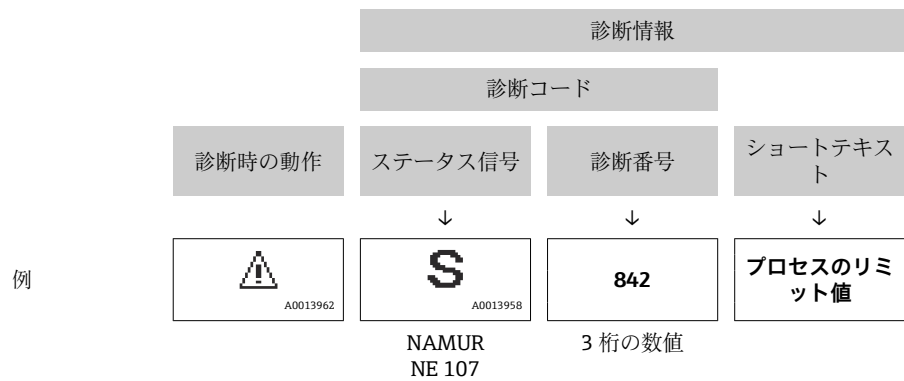 診断情報
診断コード
診断時の動作
ステータス信号
診断番号
ショートテキス
ト
↓
↓
↓
例
A0013962
S
A0013958
842
プロセスのリミ
ット値
NAMUR
NE 107
3 桁の数値